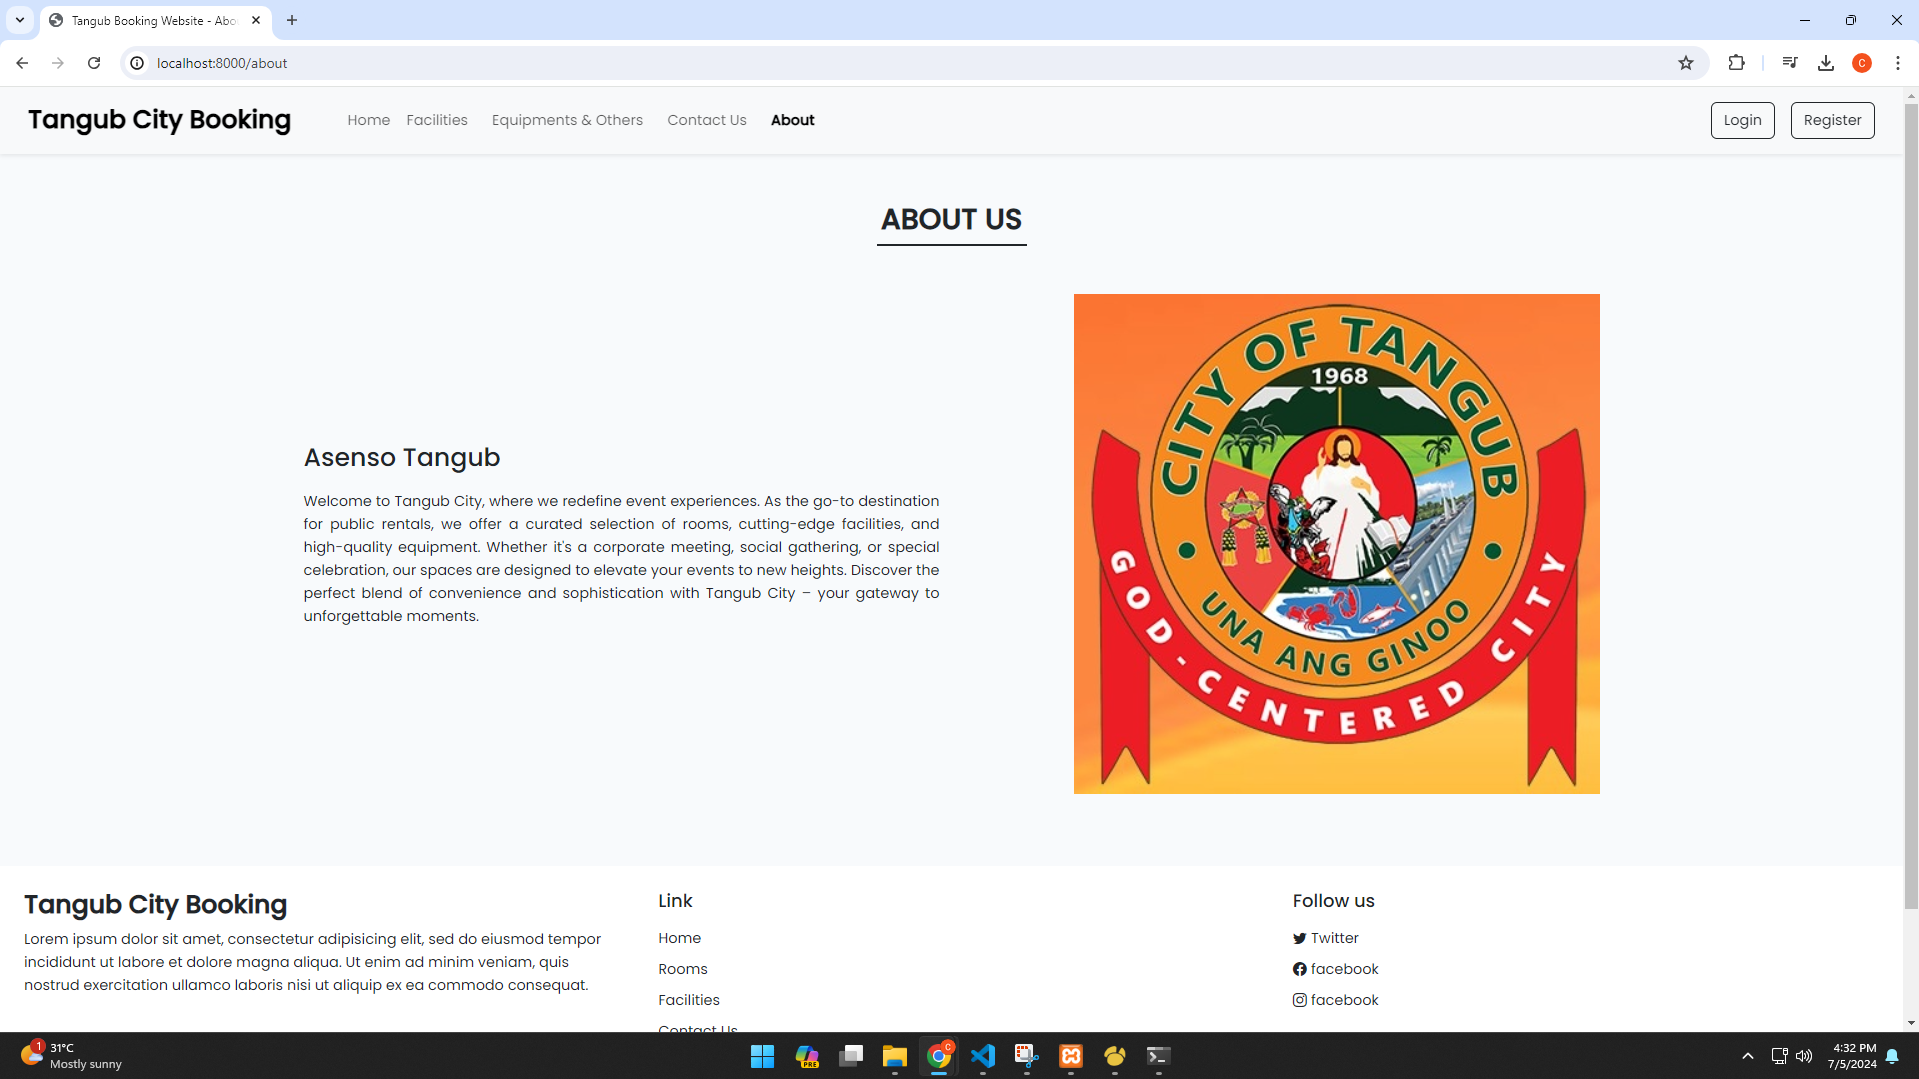 Tangub Booking Website - Abo
localhost:8000/about
C
Tangub City Booking
Home
Facilities
Equipments & Others
Contact Us
About
Login
Register
ABOUT US
Asenso Tangub
Welcome to Tangub City, where we redefine event experiences. As the go-to destination
for public rentals, we offer a curated selection of rooms, cutting-edge facilities, and
high-quality equipment. Whether it's a corporate meeting, social gathering, or special
celebration, our spaces are designed to elevate your events to new heights. Discover the
perfect blend of convenience and sophistication with Tangub City – your gateway to
unforgettable moments.
CITY OF TANGUB
1968
UNA ANG GINOO
GOD-CENTERED CITY
Tangub City Booking
Lorem ipsum dolor sit amet, consectetur adipisicing elit, sed do eiusmod tempor
incididunt ut labore et dolore magna aliqua. Ut enim ad minim veniam, quis
nostrud exercitation ullamco laboris nisi ut aliquip ex ea commodo consequat.
Link
Home
Rooms
Facilities
Contact Us
Follow us
Twitter
facebook
facebook
1
31°C
Mostly sunny
PRE
C
4:32 PM
7/5/2024